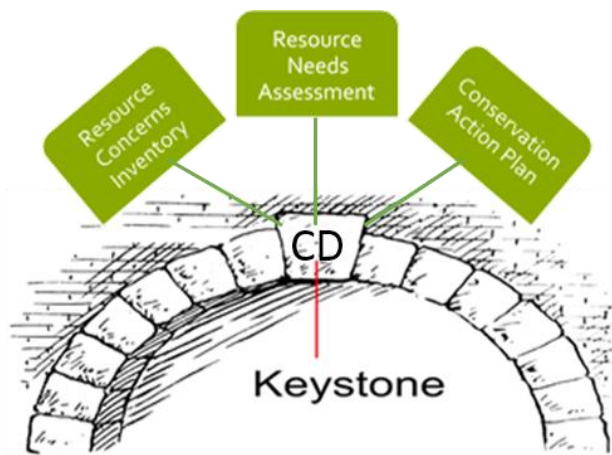 Resource
Concerns
Inventory
Resource
Needs
Assessment
Conservation
Action Plan
CD
Keystone